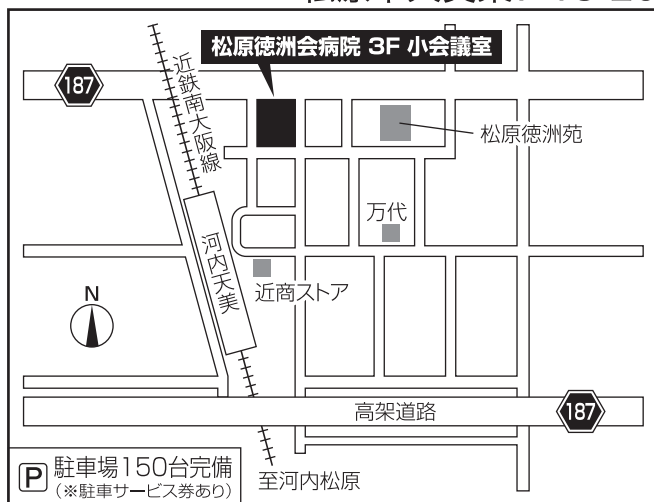 松原徳洲会病院 3F 小会議室
187
近鉄南大阪線
松原徳洲苑
万代
河内天美
近商ストア
N
高架道路
187
P 駐車場150台完備
（※駐車サービス券あり）
至河内松原